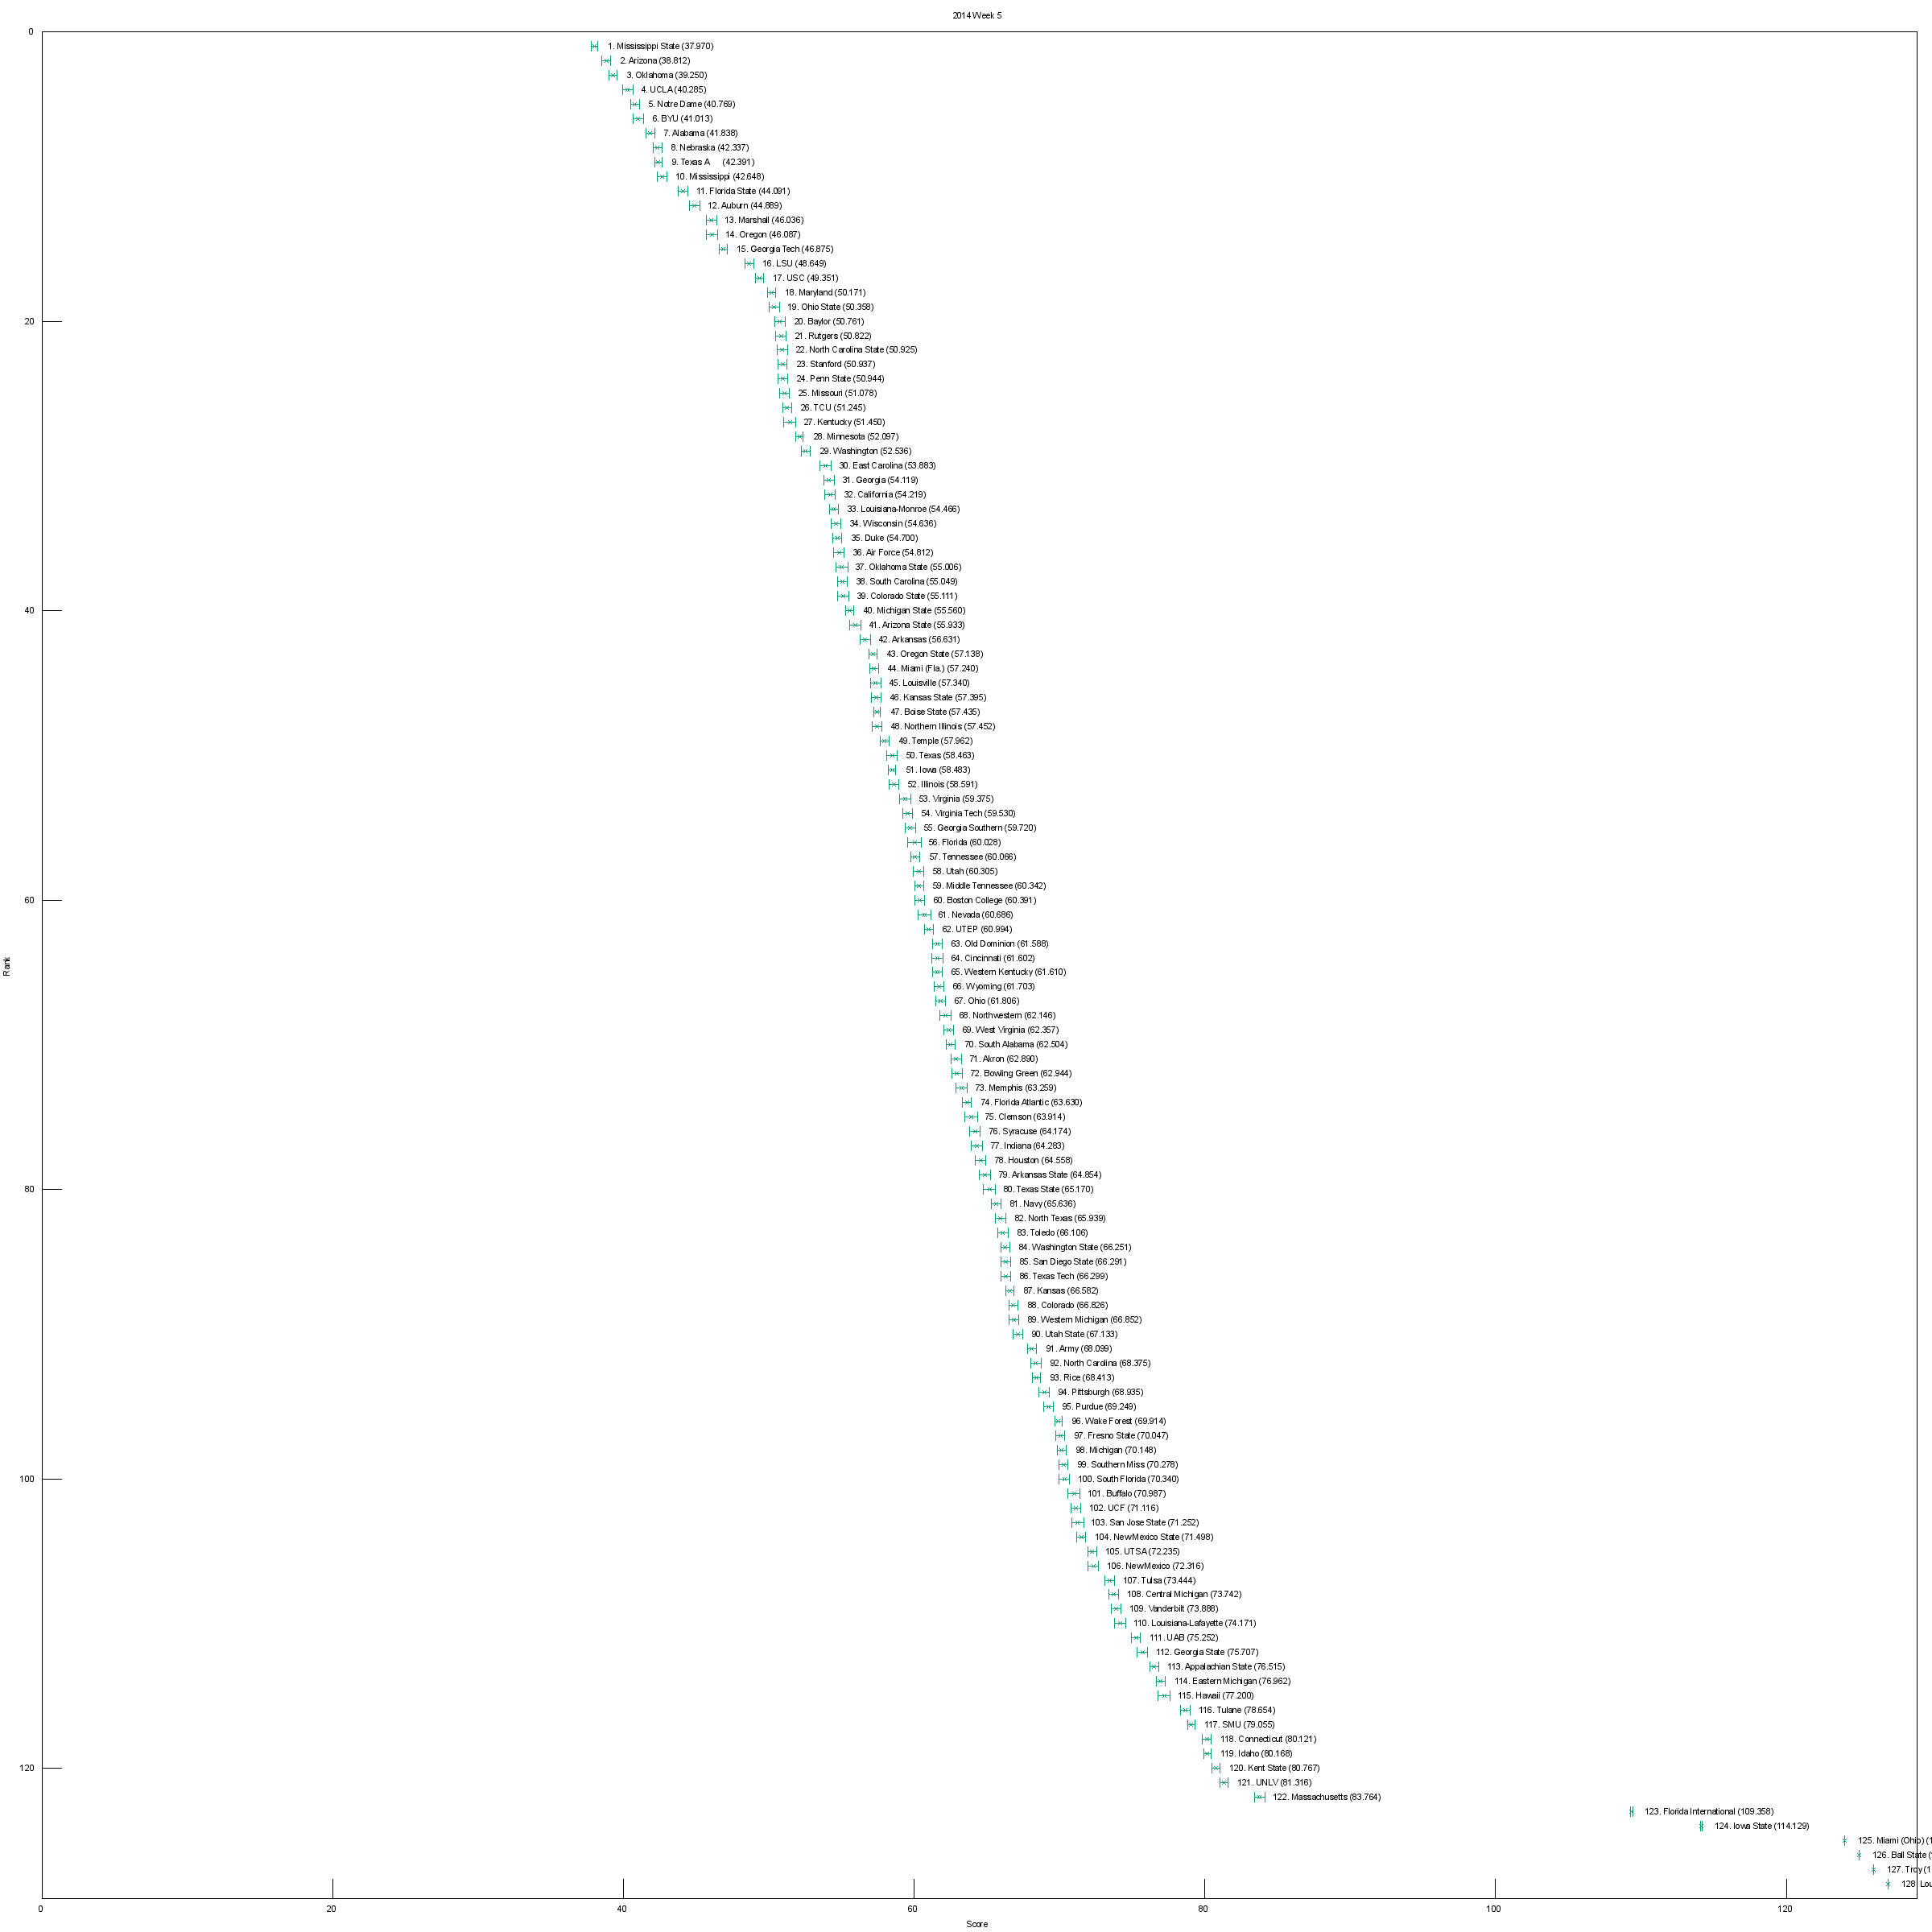 2014 Week 5
0
1. Mississippi State (37.970)
2. Arizona (38.812)
3. Oklahoma (39.250)
4. UCLA (40.285)
5. Notre Dame (40.769)
6. BYU (41.013)
7. Alabama (41.838)
8. Nebraska (42.337)
9. Texas A (42.391)
10. Mississippi (42.648)
11. Florida State (44.091)
12. Auburn (44.889)
13. Marshall (46.036)
14. Oregon (46.087)
15. Georgia Tech (46.875)
16. LSU (48.649)
17. USC (49.351)
18. Maryland (50.171)
19. Ohio State (50.358)
20
20. Baylor (50.761)
21. Rutgers (50.822)
22. North Carolina State (50.925)
23. Stanford (50.937)
24. Penn State (50.944)
25. Missouri (51.078)
26. TCU (51.245)
27. Kentucky (51.450)
28. Minnesota (52.097)
29. Washington (52.536)
30. East Carolina (53.883)
31. Georgia (54.119)
32. California (54.219)
33. Louisiana-Monroe (54.466)
34. Wisconsin (54.636)
35. Duke (54.700)
36. Air Force (54.812)
37. Oklahoma State (55.006)
38. South Carolina (55.049)
39. Colorado State (55.111)
40
40. Michigan State (55.560)
41. Arizona State (55.933)
42. Arkansas (56.631)
43. Oregon State (57.138)
44. Miami (Fla.) (57.240)
45. Louisville (57.340)
46. Kansas State (57.395)
47. Boise State (57.435)
48. Northern Illinois (57.452)
49. Temple (57.962)
50. Texas (58.463)
51. Iowa (58.483)
52. Illinois (58.591)
53. Virginia (59.375)
54. Virginia Tech (59.530)
55. Georgia Southern (59.720)
56. Florida (60.028)
57. Tennessee (60.066)
58. Utah (60.305)
59. Middle Tennessee (60.342)
60
60. Boston College (60.391)
61. Nevada (60.686)
62. UTEP (60.994)
63. Old Dominion (61.588)
64. Cincinnati (61.602)
65. Western Kentucky (61.610)
Rank
66. Wyoming (61.703)
67. Ohio (61.806)
68. Northwestern (62.146)
69. West Virginia (62.357)
70. South Alabama (62.504)
71. Akron (62.890)
72. Bowling Green (62.944)
73. Memphis (63.259)
74. Florida Atlantic (63.630)
75. Clemson (63.914)
76. Syracuse (64.174)
77. Indiana (64.283)
78. Houston (64.558)
79. Arkansas State (64.854)
80
80. Texas State (65.170)
81. Navy (65.636)
82. North Texas (65.939)
83. Toledo (66.106)
84. Washington State (66.251)
85. San Diego State (66.291)
86. Texas Tech (66.299)
87. Kansas (66.582)
88. Colorado (66.826)
89. Western Michigan (66.852)
90. Utah State (67.133)
91. Army (68.099)
92. North Carolina (68.375)
93. Rice (68.413)
94. Pittsburgh (68.935)
95. Purdue (69.249)
96. Wake Forest (69.914)
97. Fresno State (70.047)
98. Michigan (70.148)
99. Southern Miss (70.278)
100
100. South Florida (70.340)
101. Buffalo (70.987)
102. UCF (71.116)
103. San Jose State (71.252)
104. New Mexico State (71.498)
105. UTSA (72.235)
106. New Mexico (72.316)
107. Tulsa (73.444)
108. Central Michigan (73.742)
109. Vanderbilt (73.888)
110. Louisiana-Lafayette (74.171)
111. UAB (75.252)
112. Georgia State (75.707)
113. Appalachian State (76.515)
114. Eastern Michigan (76.962)
115. Hawaii (77.200)
116. Tulane (78.654)
117. SMU (79.055)
118. Connecticut (80.121)
119. Idaho (80.168)
120
120. Kent State (80.767)
121. UNLV (81.316)
122. Massachusetts (83.764)
123. Florida International (109.358)
124. Iowa State (114.129)
125. Miami (Ohio) (1
126. Ball State (
127. Troy (1
128. Lou
0
20
40
60
80
100
120
Score